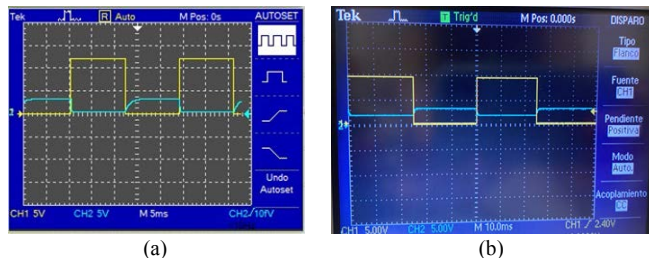 Tek R Auto M Pos: 0s AUTOSET
Undo
Autoset
CH1 5V CH2 5V M 5ms CH2/10fV
(a)
Tek T Trig'd M Pos: 0.000s DISPARO
Tipo
Flanco
Fuente
CH1
Pendiente
Positiva
Modo
Auto.
Acoplamiento
CC
CH1 5.00V CH2 5.00V M 10.0ms CH1 / 2.40V
(b)